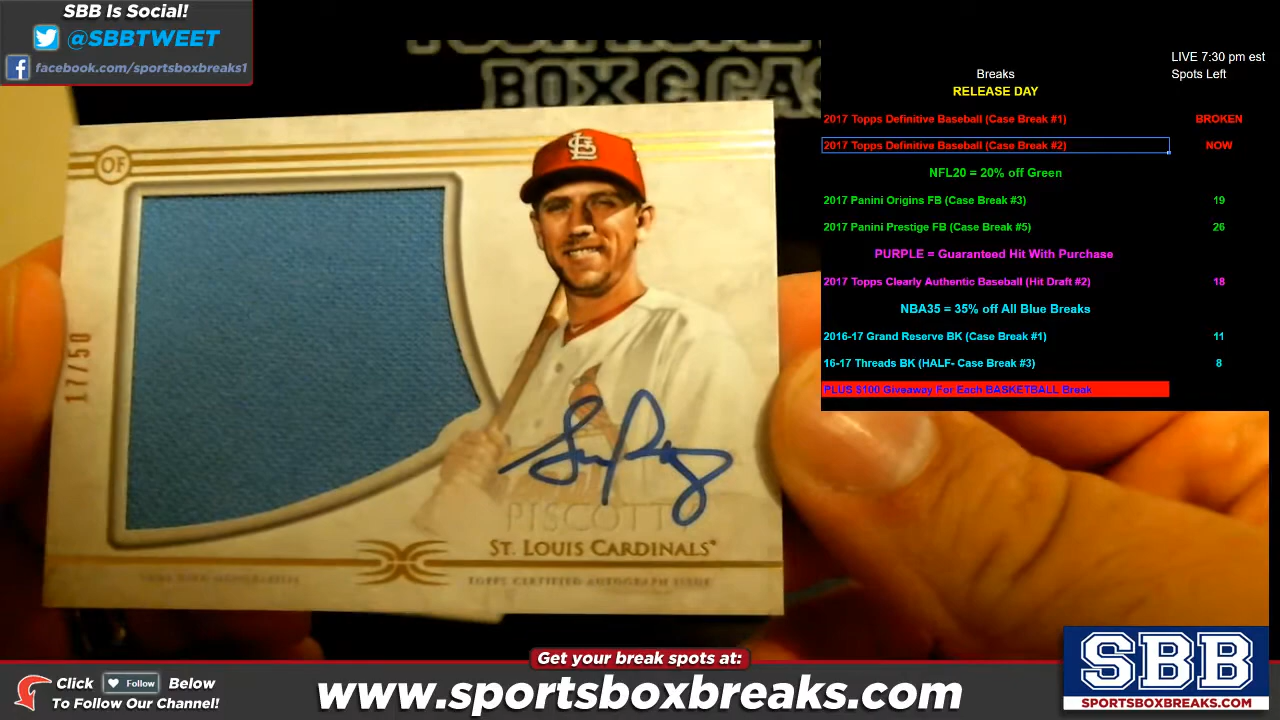 SBB Is Social!
@SBBTWEET
facebook.com/sportsboxbreaks1
BOX & CAS
LIVE 7:30 pm est
Breaks
Spots Left
RELEASE DAY
2017 Topps Definitive Baseball (Case Break #1) BROKEN
2017 Topps Definitive Baseball (Case Break #2) NOW
NFL20 = 20% off Green
2017 Panini Origins FB (Case Break #3) 19
2017 Panini Prestige FB (Case Break #5) 26
PURPLE = Guaranteed Hit With Purchase
2017 Topps Clearly Authentic Baseball (Hit Draft #2) 18
NBA35 = 35% off All Blue Breaks
2016-17 Grand Reserve BK (Case Break #1) 11
16-17 Threads BK (HALF- Case Break #3) 8
PLUS $100 Giveaway For Each BASKETBALL Break
OF
17/50
PISCOTT
ST. LOUIS CARDINALS
TOPPS CERTIFIED AUTOGRAPH ISSUE
Get your break spots at:
www.sportsboxbreaks.com
Click Follow Below
To Follow Our Channel!
SBB
SPORTSBOXBREAKS.COM